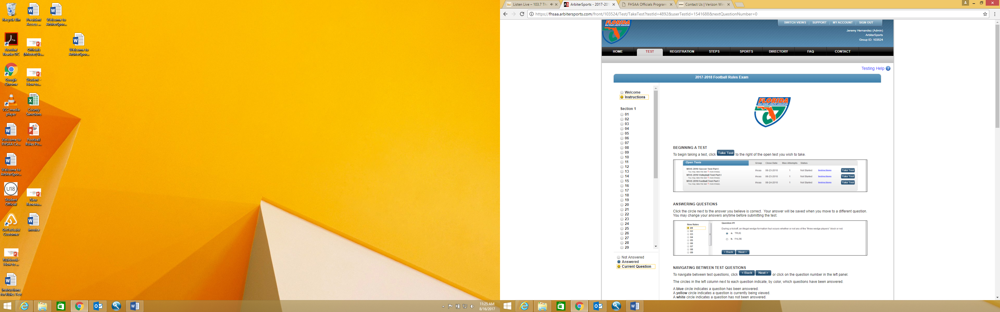 Recycle Bin
President
Access ...
Welcome to
ArbiterSpor...
Acrobat
Reader DC
Officials
(Muster) lis...
Welcome to
ArbiterSpor...
Google
Chrome
Student -
How to...
VLC media
player
County
Sanctions
Welcome to
FHSAA Ce...
Football
Rules Po...
Welcome to
ArbiterSpor...
U18
Student
Official
New
Renewa...
GoToAssist
Customer
invoice
Rulebook-
How to ...
Instructions
for Rules Test
11:25 AM
8/16/2017
Listen Live – 103.7 The
ArbiterSports - 2017-201
FHSAA Officials Program
Contact Us | Verizon Wir
https://fhsaa.arbitersports.com/front/103524/Test/TakeTest?testId=4892&userTestId=1541688&nextQuestionNumber=0
FLORIDA
HIGH SCHOOL ATHLETIC ASSOCIATION
SWITCH VIEWS | SUPPORT | MY ACCOUNT | SIGN OUT
Jeremy Hernandez (Admin)
ArbiterSports
Group ID: 103524
HOME TEST REGISTRATION STEPS SPORTS DIRECTORY FAQ CONTACT
Testing Help ?
2017-2018 Football Rules Exam
Welcome
Instructions
Section 1
01
02
03
04
05
06
07
08
09
10
11
12
13
14
15
16
17
18
19
20
21
22
23
24
25
26
27
28
29
Not Answered
Answered
Current Question
FLORIDA
HIGH SCHOOL ATHLETIC ASSOCIATION
BEGINNING A TEST
To begin taking a test, click Take Test to the right of the open test you wish to take.
Open Tests Group Close Date Max Attempts Status
NFHS 2010 Soccer Test Part I ihsaa 08-23-2010 1 Not Started Instructions Take Test
You may take this test 1 more time(s).
NFHS 2010 Volleyball Test Part I ihsaa 08-23-2010 1 Not Started Instructions Take Test
You may take this test 1 more time(s).
NFHS 2010 Football Test Part I ihsaa 08-24-2010 1 Not Started Instructions Take Test
You may take this test 1 more time(s).
ANSWERING QUESTIONS
Click the circle next to the answer you believe is correct. Your answer will be saved when you move to a different question.
You may change your answers anytime before submitting the test.
New Rules
01
02
03
04
05
06
07
08
09
Question #1
During a kickoff, an illegal wedge formation foul occurs whether or not any of the "three wedge players" block or not.
a. TRUE
b. FALSE
< Back Next >
NAVIGATING BETWEEN TEST QUESTIONS
To navigate between test questions, click < Back Next > or click on the question number in the left panel.
The circles in the left column next to each question indicate, by color, which questions have been answered.
A blue circle indicates a question has been answered.
A yellow circle indicates a question is currently being viewed.
A white circle indicates a question has not been answered.